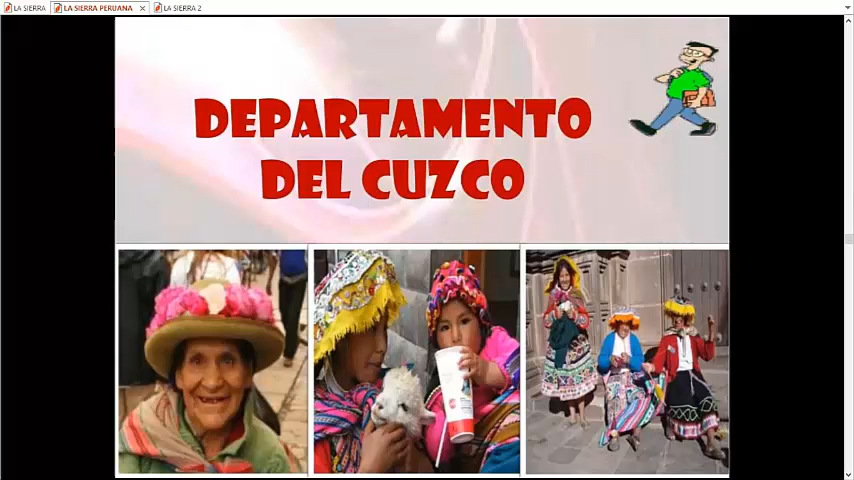 LA SIERRA
LA SIERRA PERUANA
LA SIERRA 2
DEPARTAMENTO
DEL CUZCO